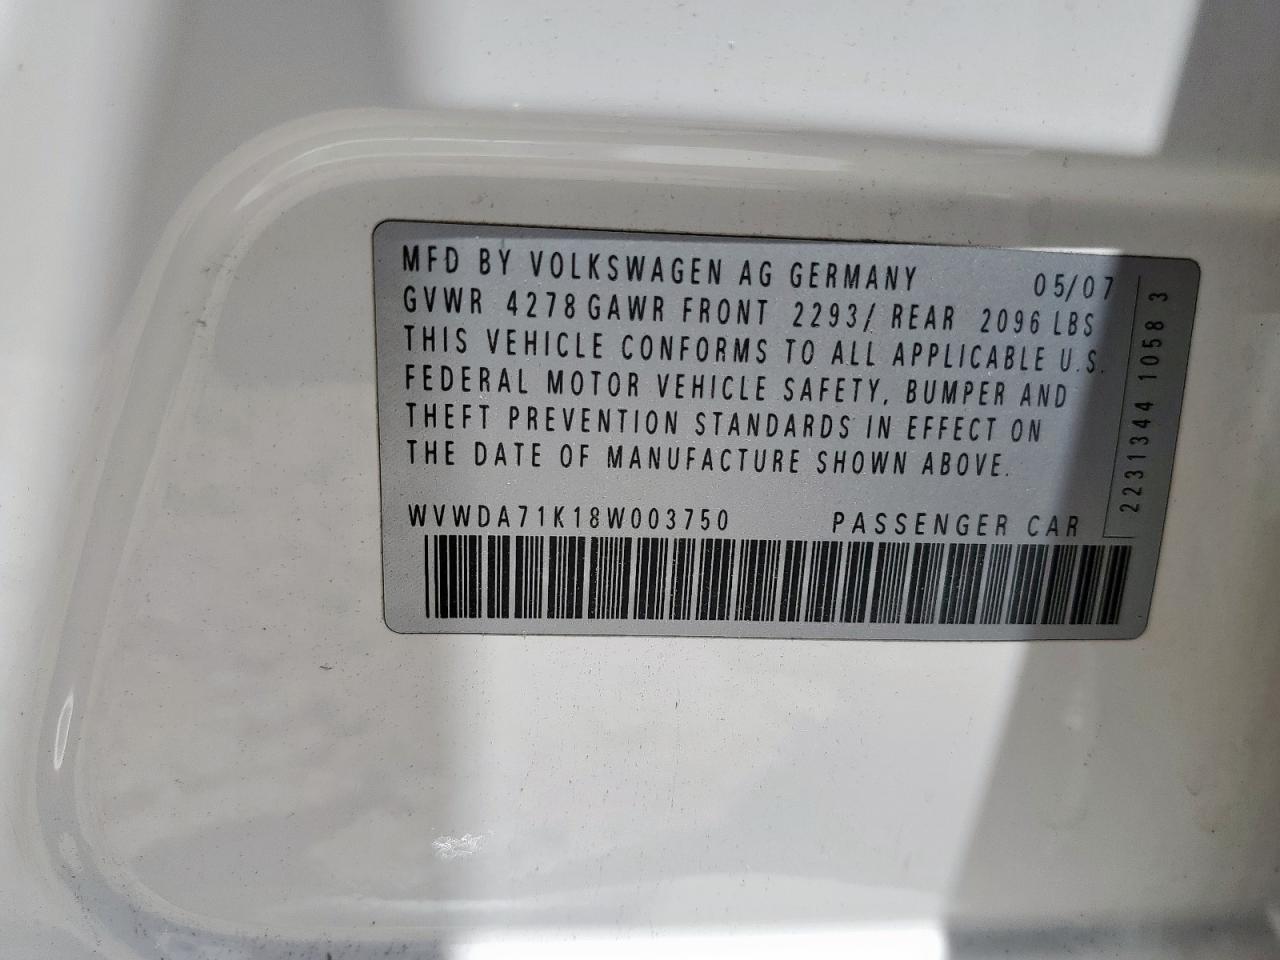 MFD BY VOLKSWAGEN AG GERMANY 05/07
GVWR 4278 GAWR FRONT 2293/ REAR 2096 LBS
THIS VEHICLE CONFORMS TO ALL APPLICABLE U.S.
FEDERAL MOTOR VEHICLE SAFETY, BUMPER AND
THEFT PREVENTION STANDARDS IN EFFECT ON
THE DATE OF MANUFACTURE SHOWN ABOVE.
WVWDA71K18W003750 PASSENGER CAR
2231344 1058 3